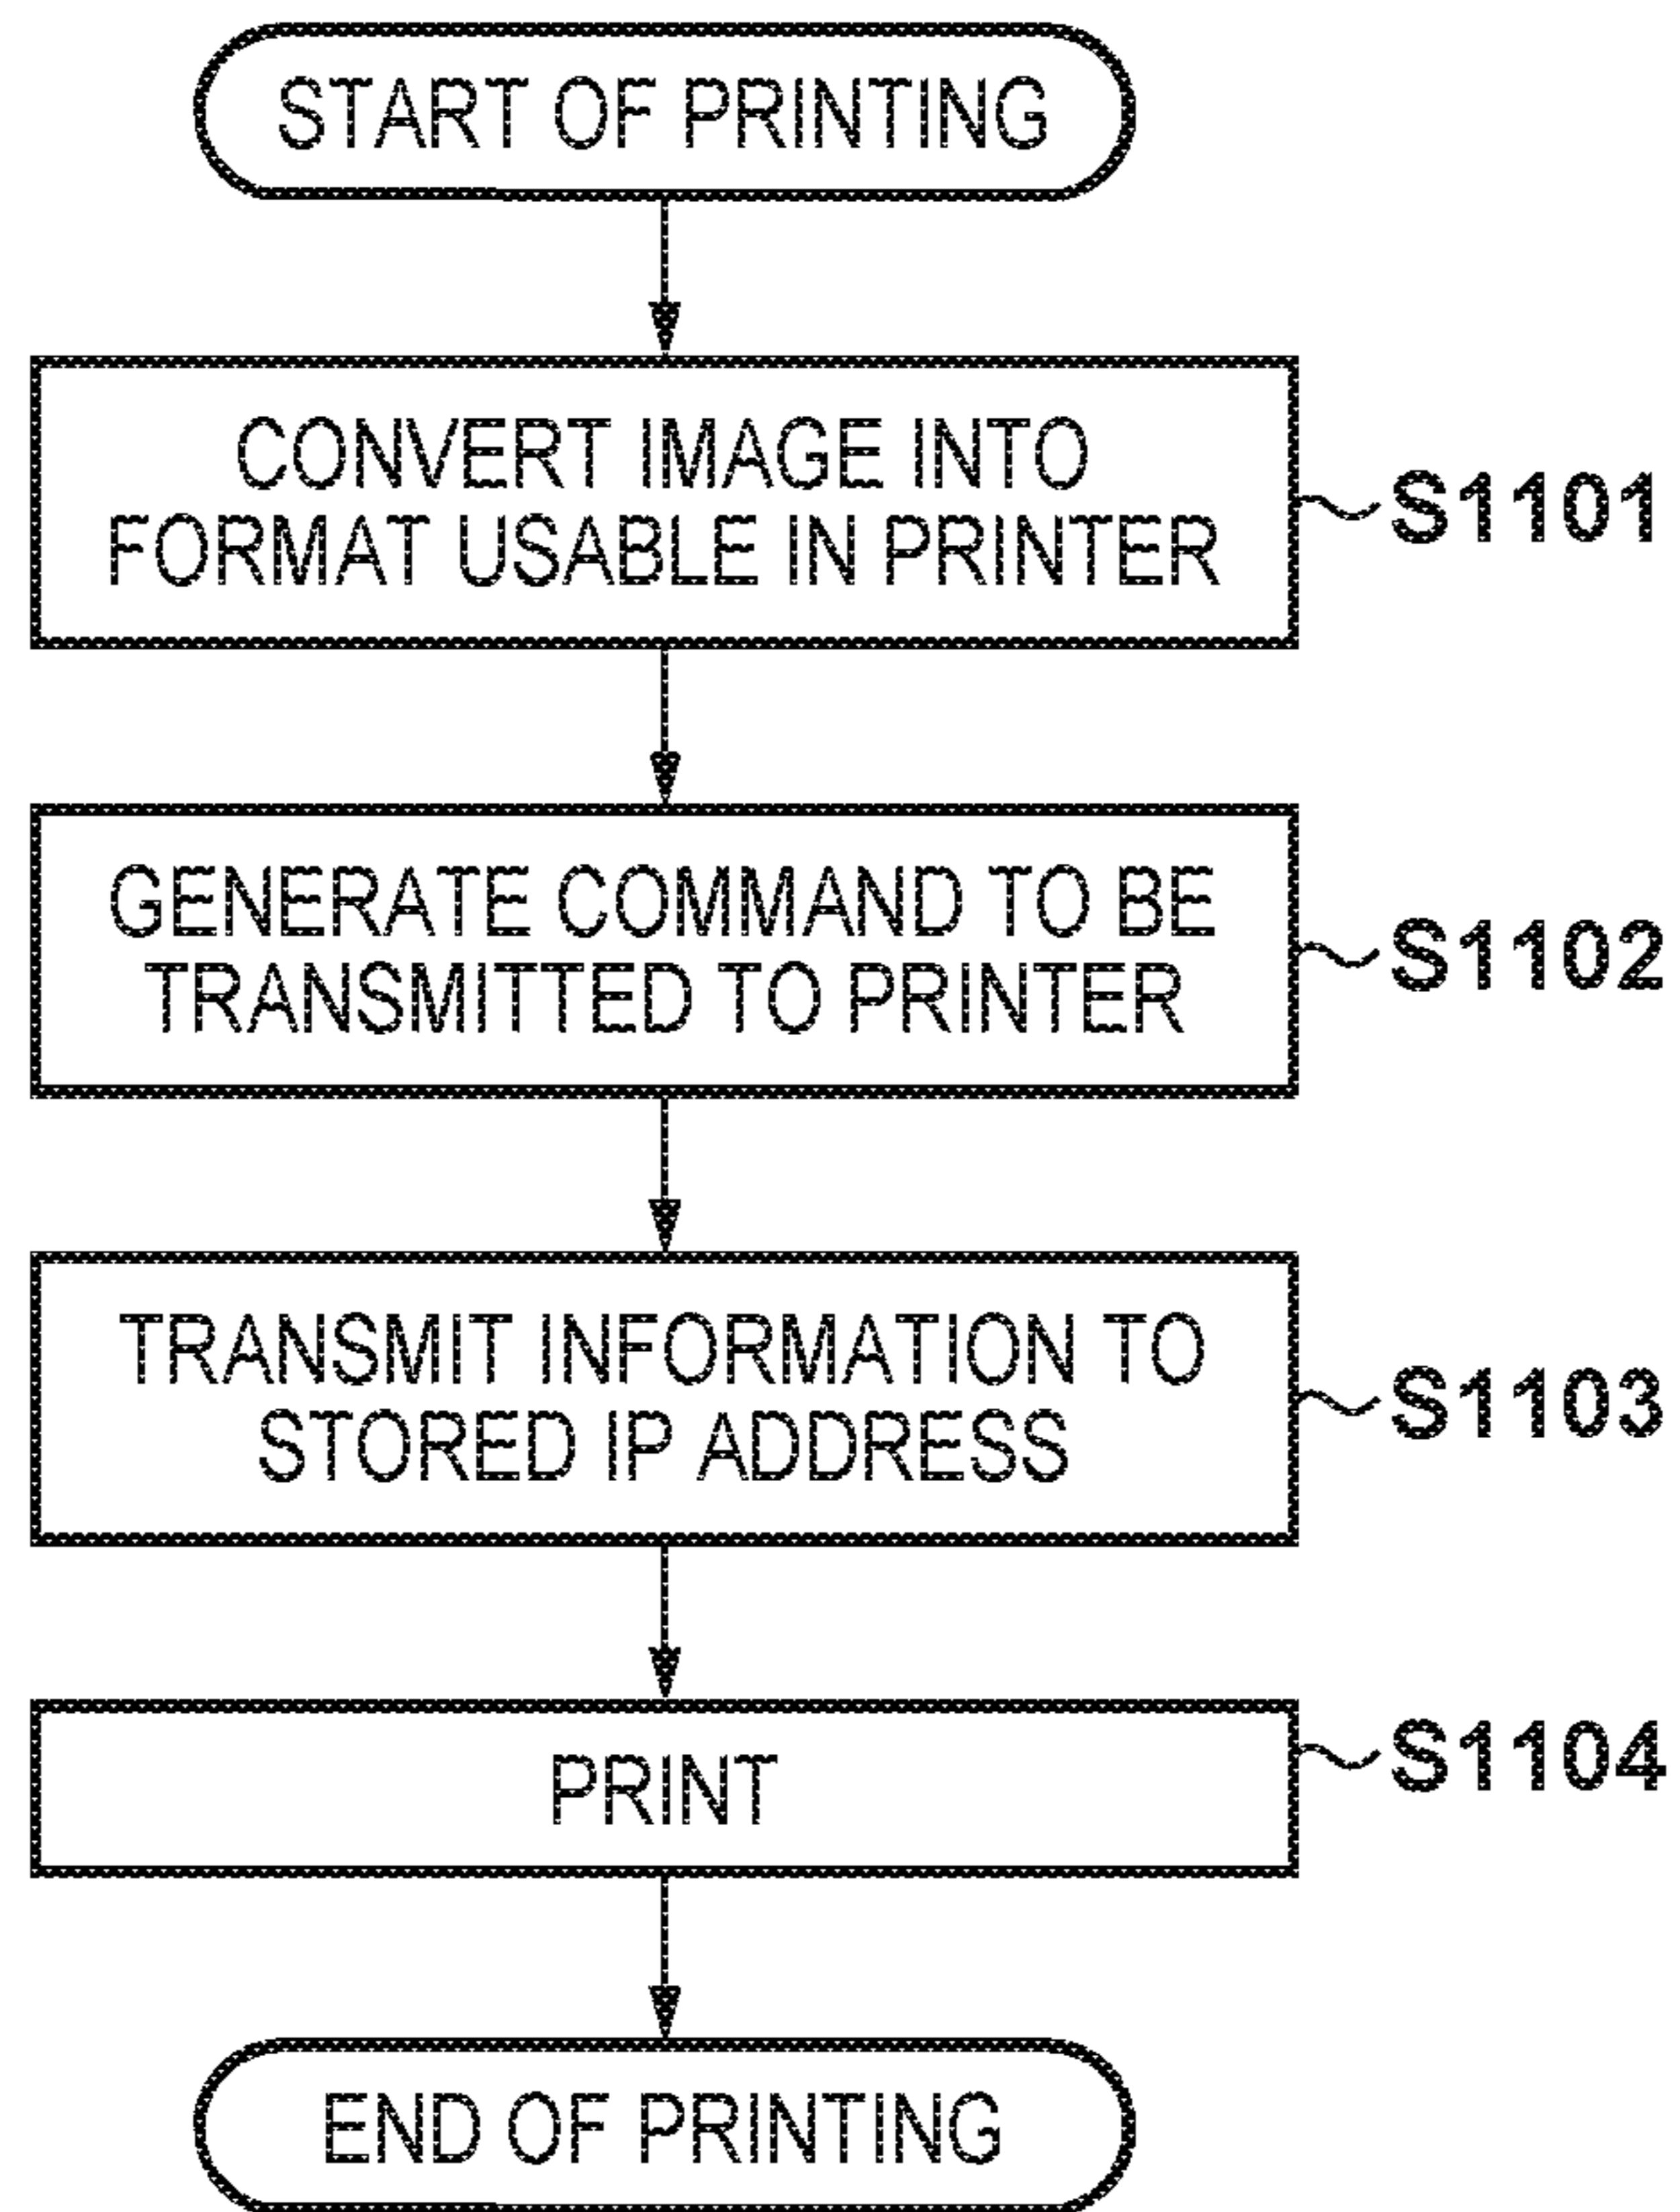 START OF PRINTING
CONVERT IMAGE INTO
FORMAT USABLE IN PRINTER
S1101
GENERATE COMMAND TO BE
TRANSMITTED TO PRINTER
S1102
TRANSMIT INFORMATION TO
STORED IP ADDRESS
S1103
PRINT
S1104
END OF PRINTING